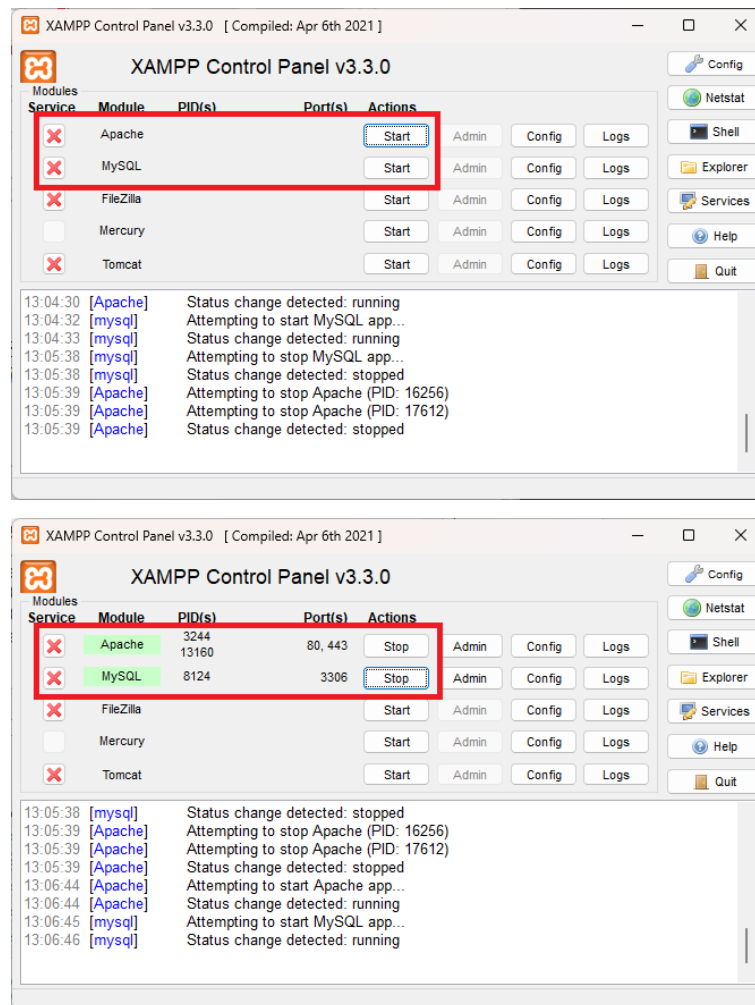 XAMPP Control Panel v3.3.0 [ Compiled: Apr 6th 2021 ]
XAMPP Control Panel v3.3.0
Config
Modules
Netstat
Service Module PID(s) Port(s) Actions
Apache Start Admin Config Logs Shell
MySQL Start Admin Config Logs Explorer
FileZilla Start Admin Config Logs Services
Mercury Start Admin Config Logs Help
Tomcat Start Admin Config Logs Quit
13:04:30 [Apache] Status change detected: running
13:04:32 [mysql] Attempting to start MySQL app...
13:04:33 [mysql] Status change detected: running
13:05:38 [mysql] Attempting to stop MySQL app...
13:05:38 [mysql] Status change detected: stopped
13:05:39 [Apache] Attempting to stop Apache (PID: 16256)
13:05:39 [Apache] Attempting to stop Apache (PID: 17612)
13:05:39 [Apache] Status change detected: stopped
XAMPP Control Panel v3.3.0 [ Compiled: Apr 6th 2021 ]
XAMPP Control Panel v3.3.0
Config
Modules
Netstat
Service Module PID(s) Port(s) Actions
Apache 3244 13160 80, 443 Stop Admin Config Logs Shell
MySQL 8124 3306 Stop Admin Config Logs Explorer
FileZilla Start Admin Config Logs Services
Mercury Start Admin Config Logs Help
Tomcat Start Admin Config Logs Quit
13:05:38 [mysql] Status change detected: stopped
13:05:39 [Apache] Attempting to stop Apache (PID: 16256)
13:05:39 [Apache] Attempting to stop Apache (PID: 17612)
13:05:39 [Apache] Status change detected: stopped
13:06:44 [Apache] Attempting to start Apache app...
13:06:44 [Apache] Status change detected: running
13:06:45 [mysql] Attempting to start MySQL app...
13:06:46 [mysql] Status change detected: running